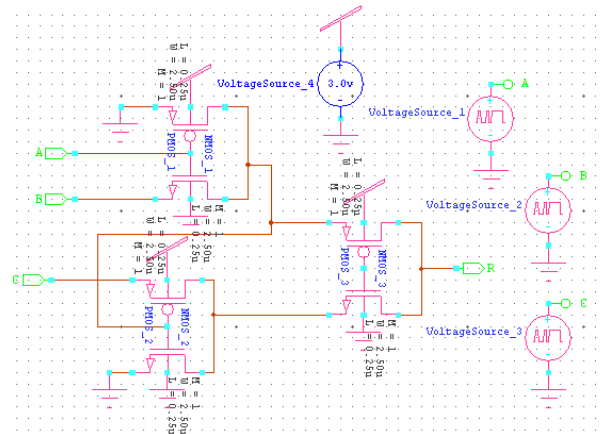 VoltageSource_4
3.0v
VoltageSource_1
A
VoltageSource_2
B
VoltageSource_3
C
A
B
C
R
L = 0.25u
W = 2.50u
M = 1
PMOS_1
NMOS_1
M = 1
W = 2.50u
L = 0.25u
L = 0.25u
W = 2.50u
M = 1
PMOS_2
NMOS_2
M = 1
W = 2.50u
L = 0.25u
L = 0.25u
W = 2.50u
M = 1
PMOS_3
NMOS_3
M = 1
W = 2.50u
L = 0.25u